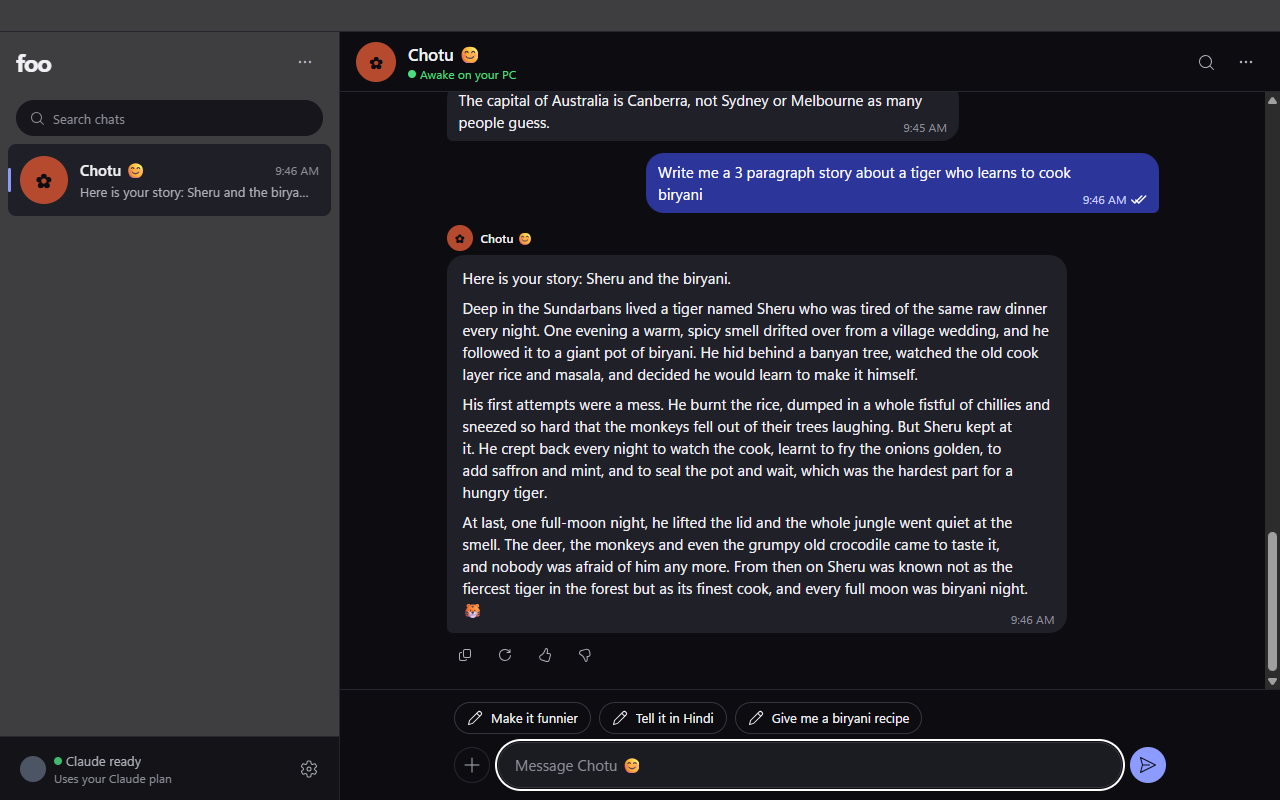 foo
Search chats
Chotu 😊
9:46 AM
Here is your story: Sheru and the birya...
Claude ready
Uses your Claude plan
Chotu 😊
Awake on your PC
The capital of Australia is Canberra, not Sydney or Melbourne as many
people guess.
9:45 AM
Write me a 3 paragraph story about a tiger who learns to cook
biryani
9:46 AM
Chotu 😊
Here is your story: Sheru and the biryani.
Deep in the Sundarbans lived a tiger named Sheru who was tired of the same raw dinner
every night. One evening a warm, spicy smell drifted over from a village wedding, and he
followed it to a giant pot of biryani. He hid behind a banyan tree, watched the old cook
layer rice and masala, and decided he would learn to make it himself.
His first attempts were a mess. He burnt the rice, dumped in a whole fistful of chillies and
sneezed so hard that the monkeys fell out of their trees laughing. But Sheru kept at
it. He crept back every night to watch the cook, learnt to fry the onions golden, to
add saffron and mint, and to seal the pot and wait, which was the hardest part for a
hungry tiger.
At last, one full-moon night, he lifted the lid and the whole jungle went quiet at the
smell. The deer, the monkeys and even the grumpy old crocodile came to taste it,
and nobody was afraid of him any more. From then on Sheru was known not as the
fiercest tiger in the forest but as its finest cook, and every full moon was biryani night.
🐯
9:46 AM
Make it funnier
Tell it in Hindi
Give me a biryani recipe
Message Chotu 😊